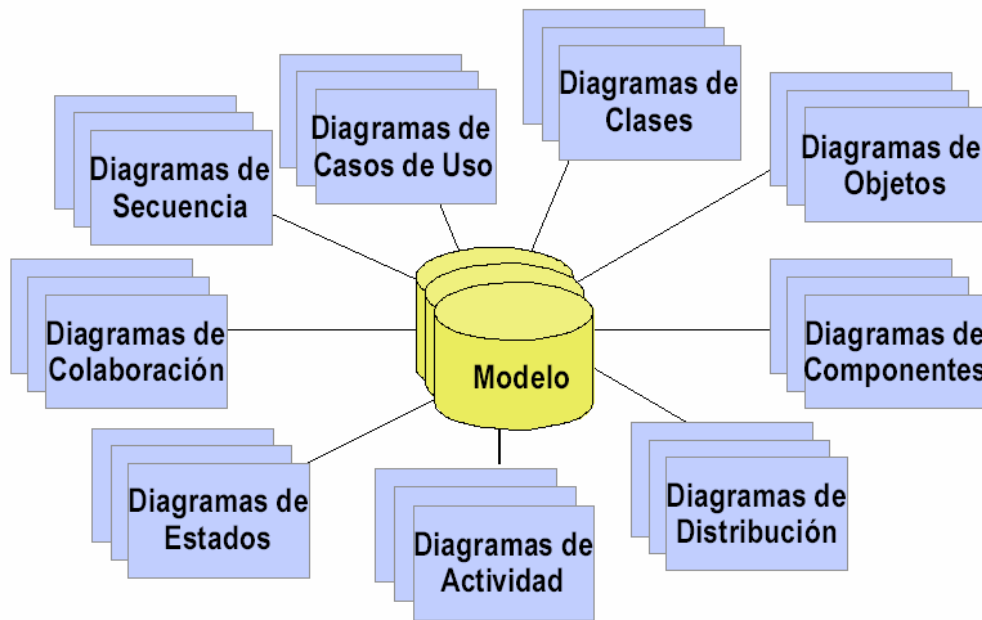 Diagramas de
Clases
Diagramas de
Casos de Uso
Diagramas de
Objetos
Diagramas de
Secuencia
Diagramas de
Colaboración
Diagramas de
Componentes
Modelo
Diagramas de
Estados
Diagramas de
Distribución
Diagramas de
Actividad